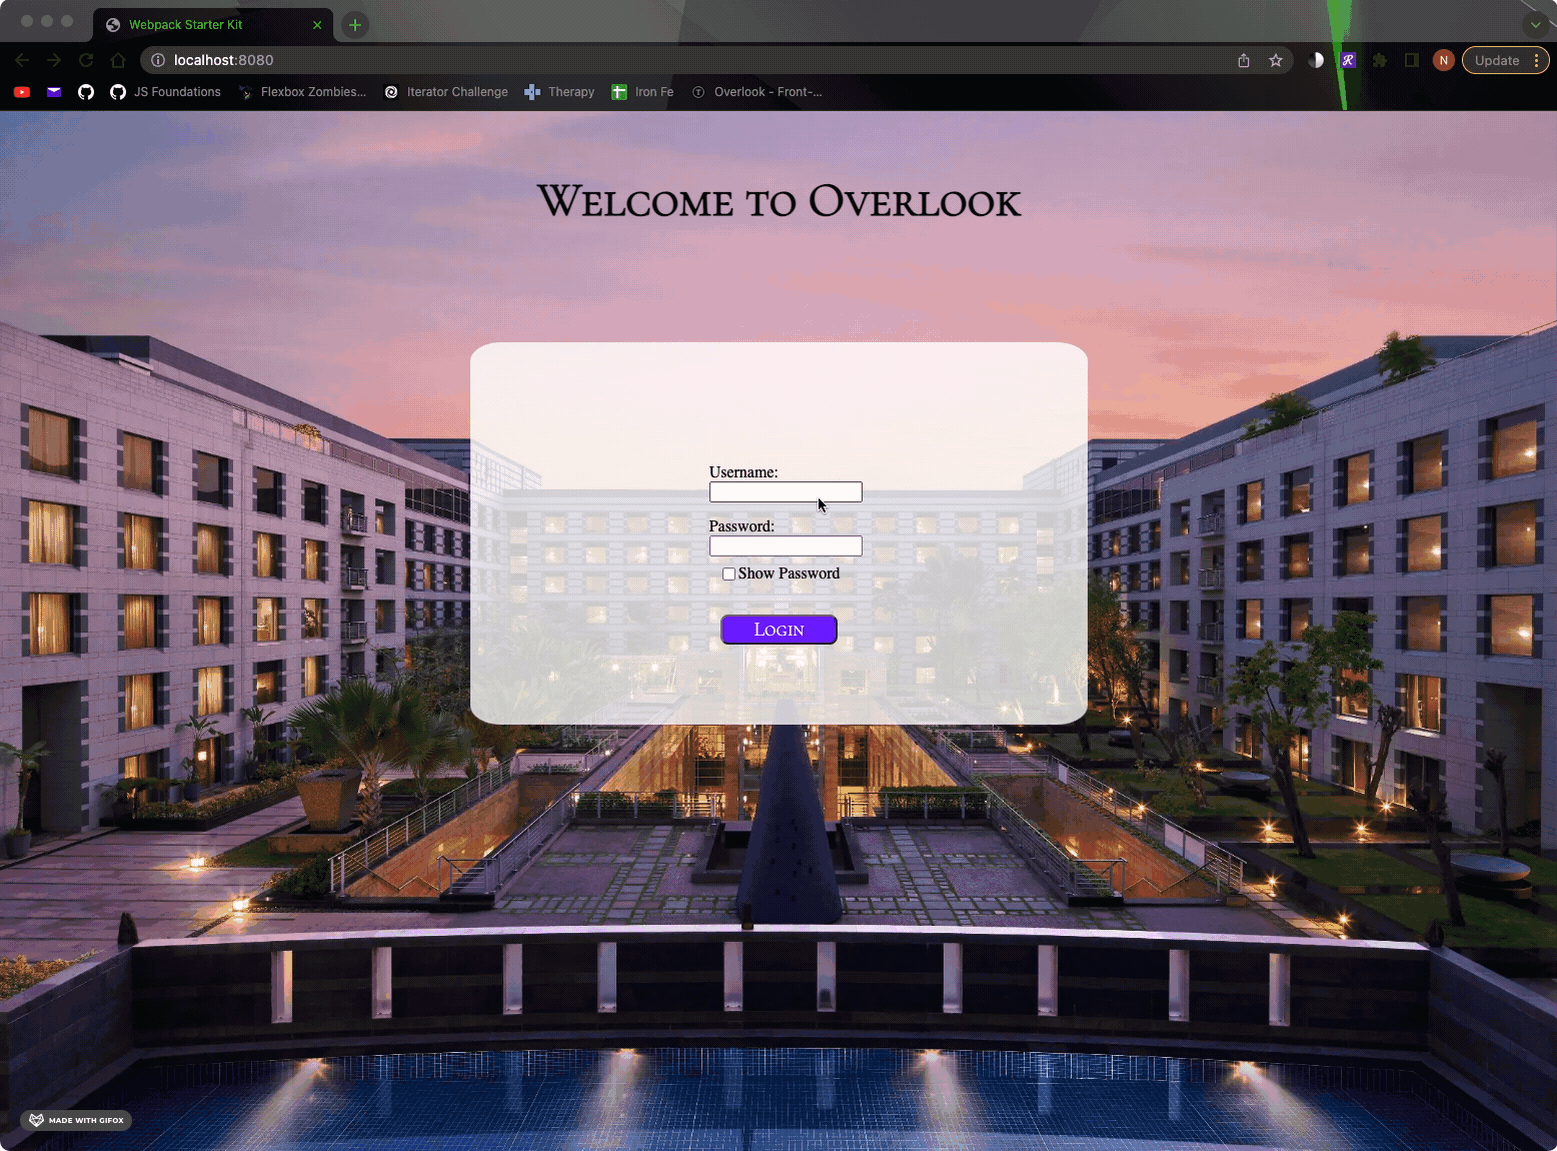 Webpack Starter Kit
localhost:8080
N
Update
JS Foundations
Flexbox Zombies...
Iterator Challenge
Therapy
Iron Fe
Overlook - Front-...
Welcome to Overlook
Username:
Password:
Show Password
Login
MADE WITH GIFOX